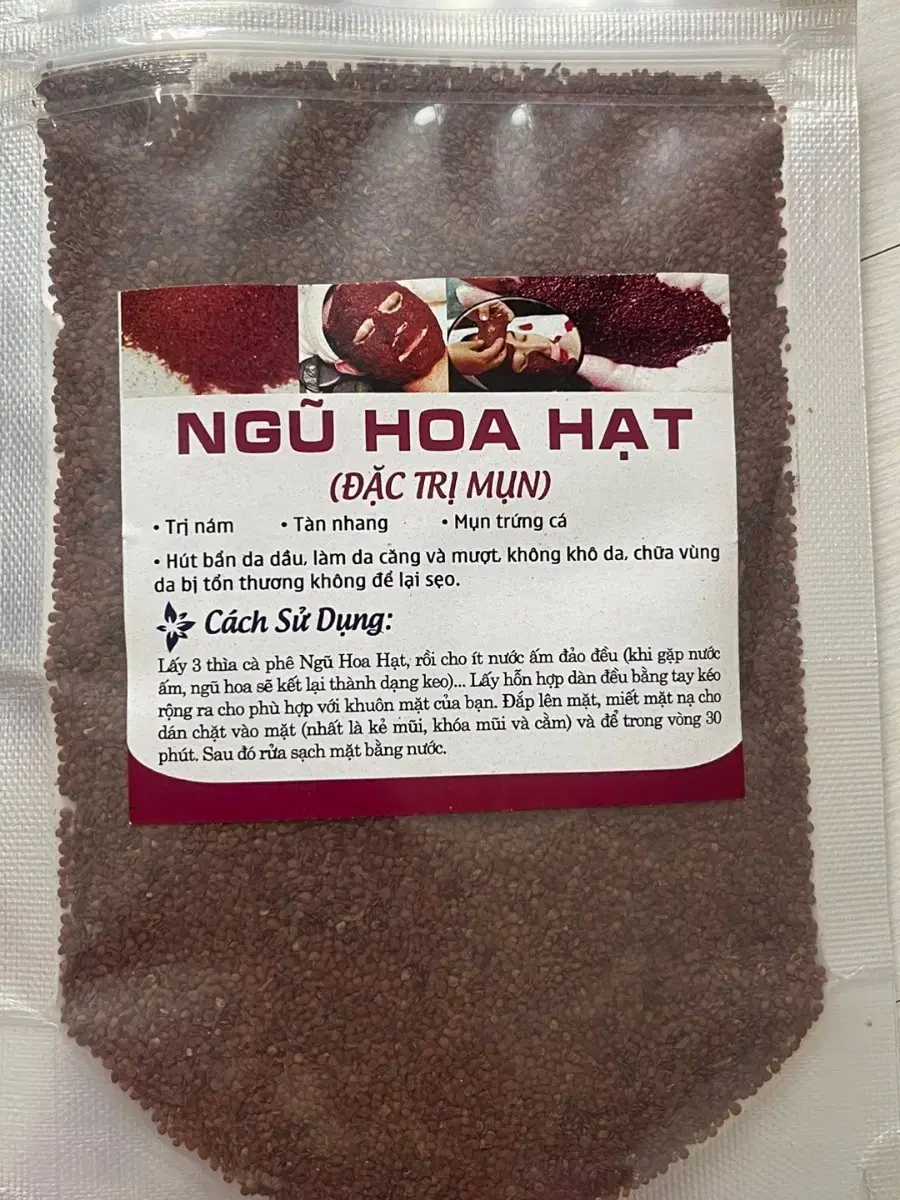 NGŨ HOA HẠT
(ĐẶC TRỊ MỤN)
• Trị nám • Tàn nhang • Mụn trứng cá
• Hút bẩn da dầu, làm da căng và mượt, không khô da, chữa vùng
da bị tổn thương không để lại sẹo.
Cách Sử Dụng:
Lấy 3 thìa cà phê Ngũ Hoa Hạt, rồi cho ít nước ấm đảo đều (khi gặp nước
ấm, ngũ hoa sẽ kết lại thành dạng keo)... Lấy hỗn hợp dàn đều bằng tay kéo
rộng ra cho phù hợp với khuôn mặt của bạn. Đắp lên mặt, miết mặt nạ cho
dán chặt vào mặt (nhất là kẻ mũi, khóa mũi và cằm) và để trong vòng 30
phút. Sau đó rửa sạch mặt bằng nước.